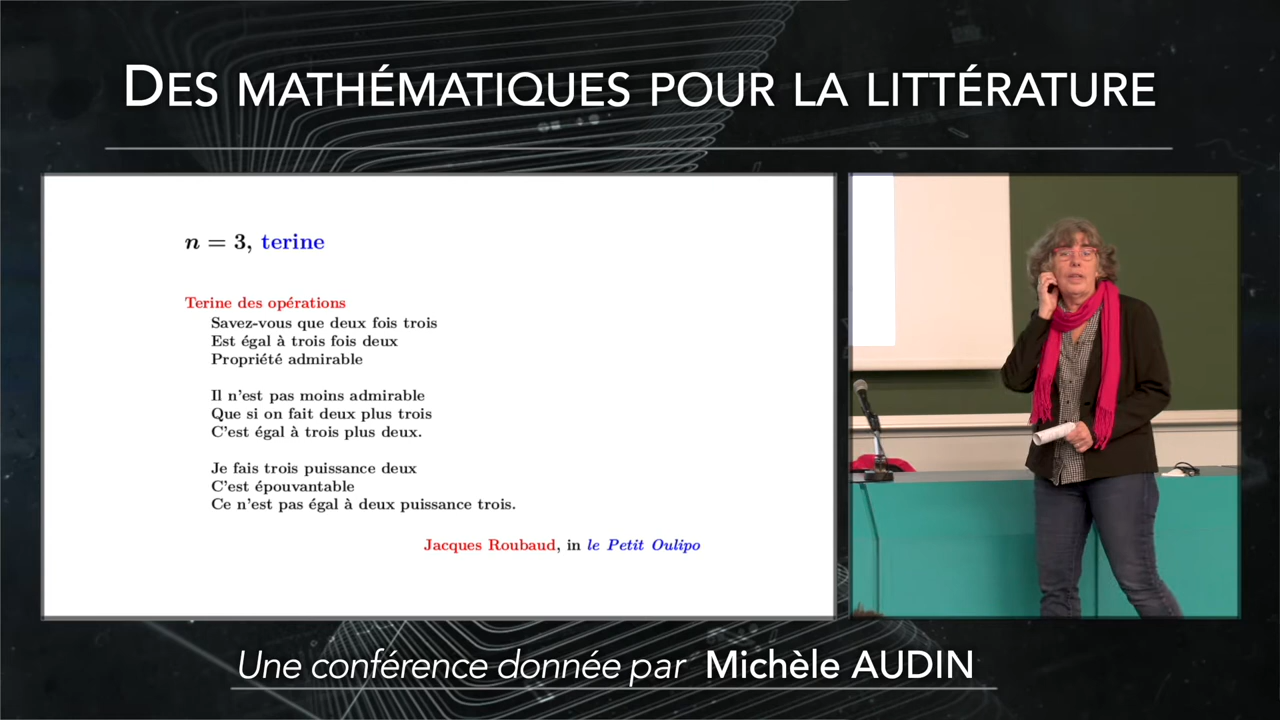 DES MATHÉMATIQUES POUR LA LITTÉRATURE
n = 3, terine
Terine des opérations
Savez-vous que deux fois trois
Est égal à trois fois deux
Propriété admirable
Il n'est pas moins admirable
Que si on fait deux plus trois
C'est égal à trois plus deux.
Je fais trois puissance deux
C'est épouvantable
Ce n'est pas égal à deux puissance trois.
Jacques Roubaud, in le Petit Oulipo
Une conférence donnée par Michèle AUDIN